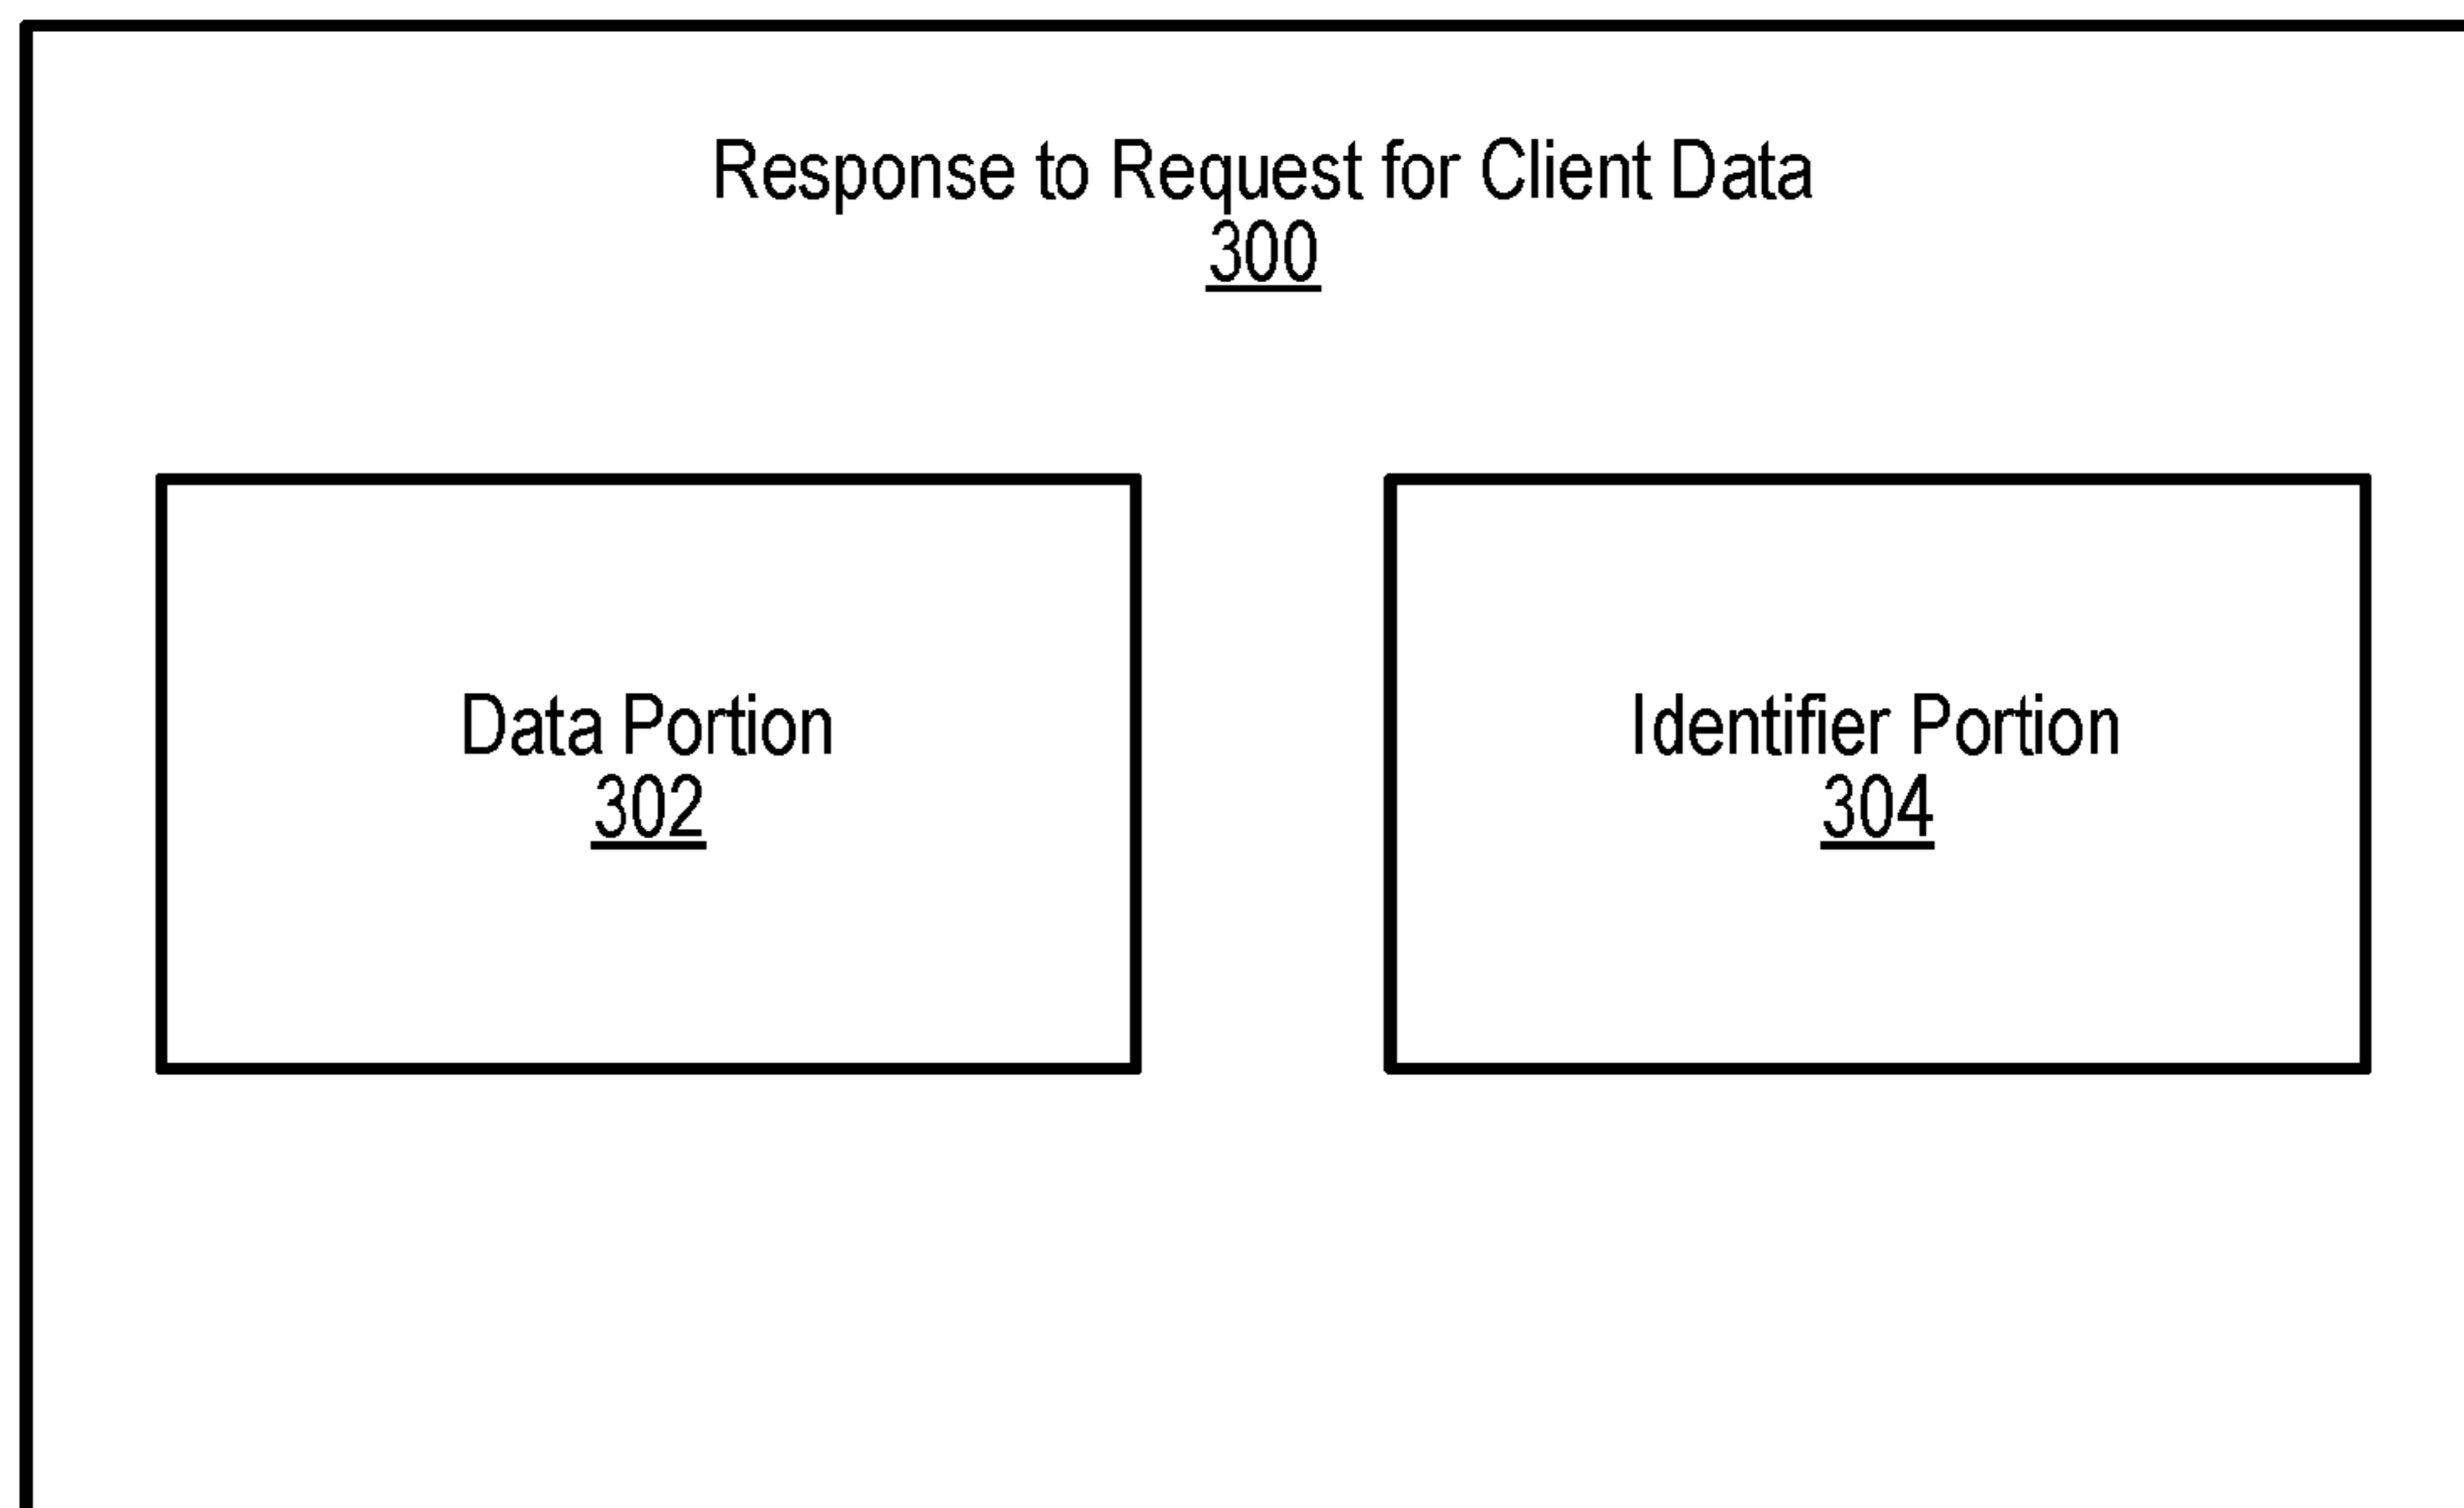 Response to Request for Client Data
300
Data Portion
302
Identifier Portion
304